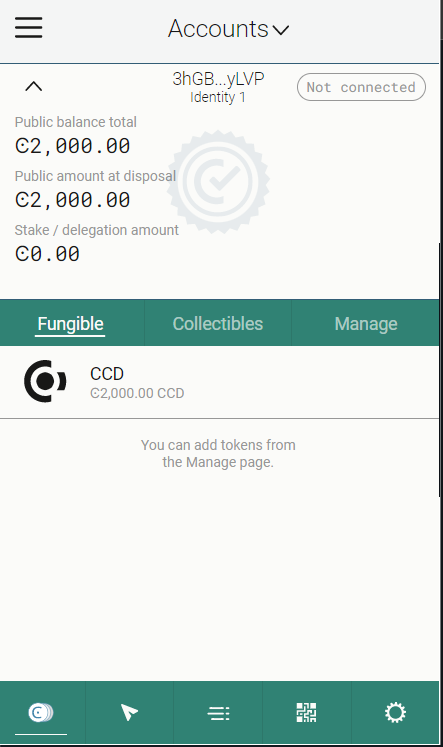 Accounts
3hGB...yLVP
Identity 1
Not connected
Public balance total
Ͼ2,000.00
Public amount at disposal
Ͼ2,000.00
Stake / delegation amount
Ͼ0.00
Fungible
Collectibles
Manage
CCD
Ͼ2,000.00 CCD
You can add tokens from
the Manage page.